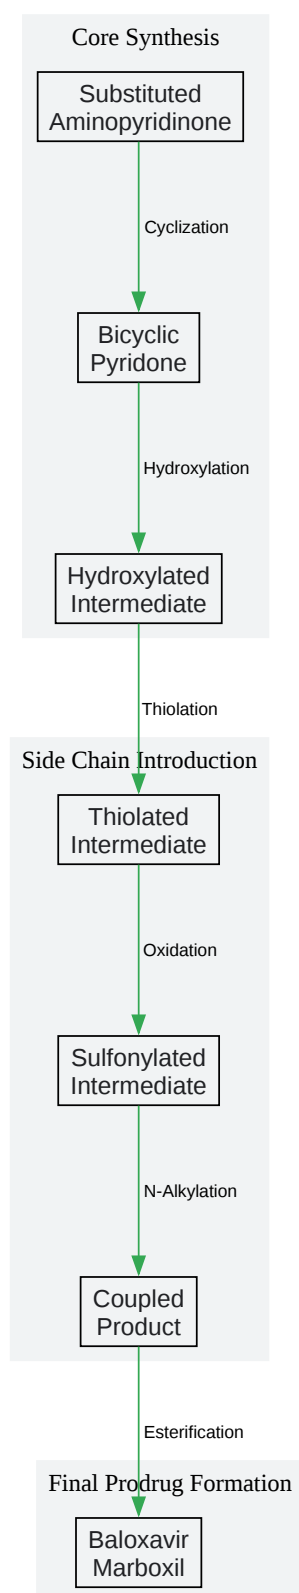 Core Synthesis
Substituted
Aminopyridinone
Cyclization
Bicyclic
Pyridone
Hydroxylation
Hydroxylated
Intermediate
Thiolation
Side Chain Introduction
Thiolated
Intermediate
Oxidation
Sulfonylated
Intermediate
N-Alkylation
Coupled
Product
Esterification
Final Prodrug Formation
Baloxavir
Marboxil